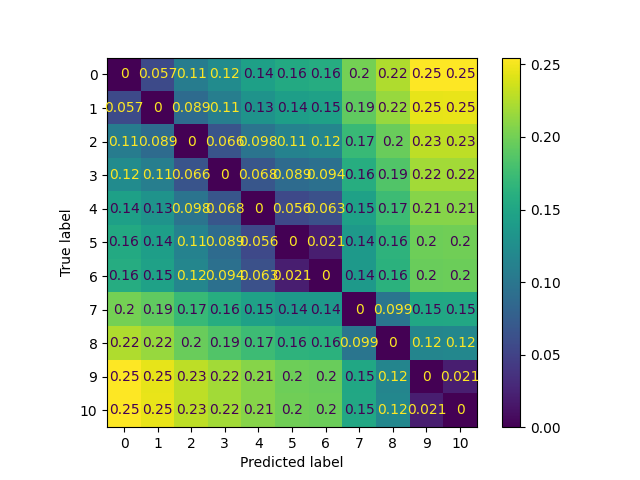 0 0 0.057 0.11 0.12 0.14 0.16 0.16 0.2 0.22 0.25 0.25
1 0.057 0 0.089 0.11 0.13 0.14 0.15 0.19 0.22 0.25 0.25
2 0.11 0.089 0 0.066 0.098 0.11 0.12 0.17 0.2 0.23 0.23
3 0.12 0.11 0.066 0 0.068 0.089 0.094 0.16 0.19 0.22 0.22
4 0.14 0.13 0.098 0.068 0 0.056 0.063 0.15 0.17 0.21 0.21
5 0.16 0.14 0.11 0.089 0.056 0 0.021 0.14 0.16 0.2 0.2
6 0.16 0.15 0.12 0.094 0.063 0.021 0 0.14 0.16 0.2 0.2
7 0.2 0.19 0.17 0.16 0.15 0.14 0.14 0 0.099 0.15 0.15
8 0.22 0.22 0.2 0.19 0.17 0.16 0.16 0.099 0 0.12 0.12
9 0.25 0.25 0.23 0.22 0.21 0.2 0.2 0.15 0.12 0 0.021
10 0.25 0.25 0.23 0.22 0.21 0.2 0.2 0.15 0.12 0.021 0
0 1 2 3 4 5 6 7 8 9 10
Predicted label
True label
0.25
0.20
0.15
0.10
0.05
0.00